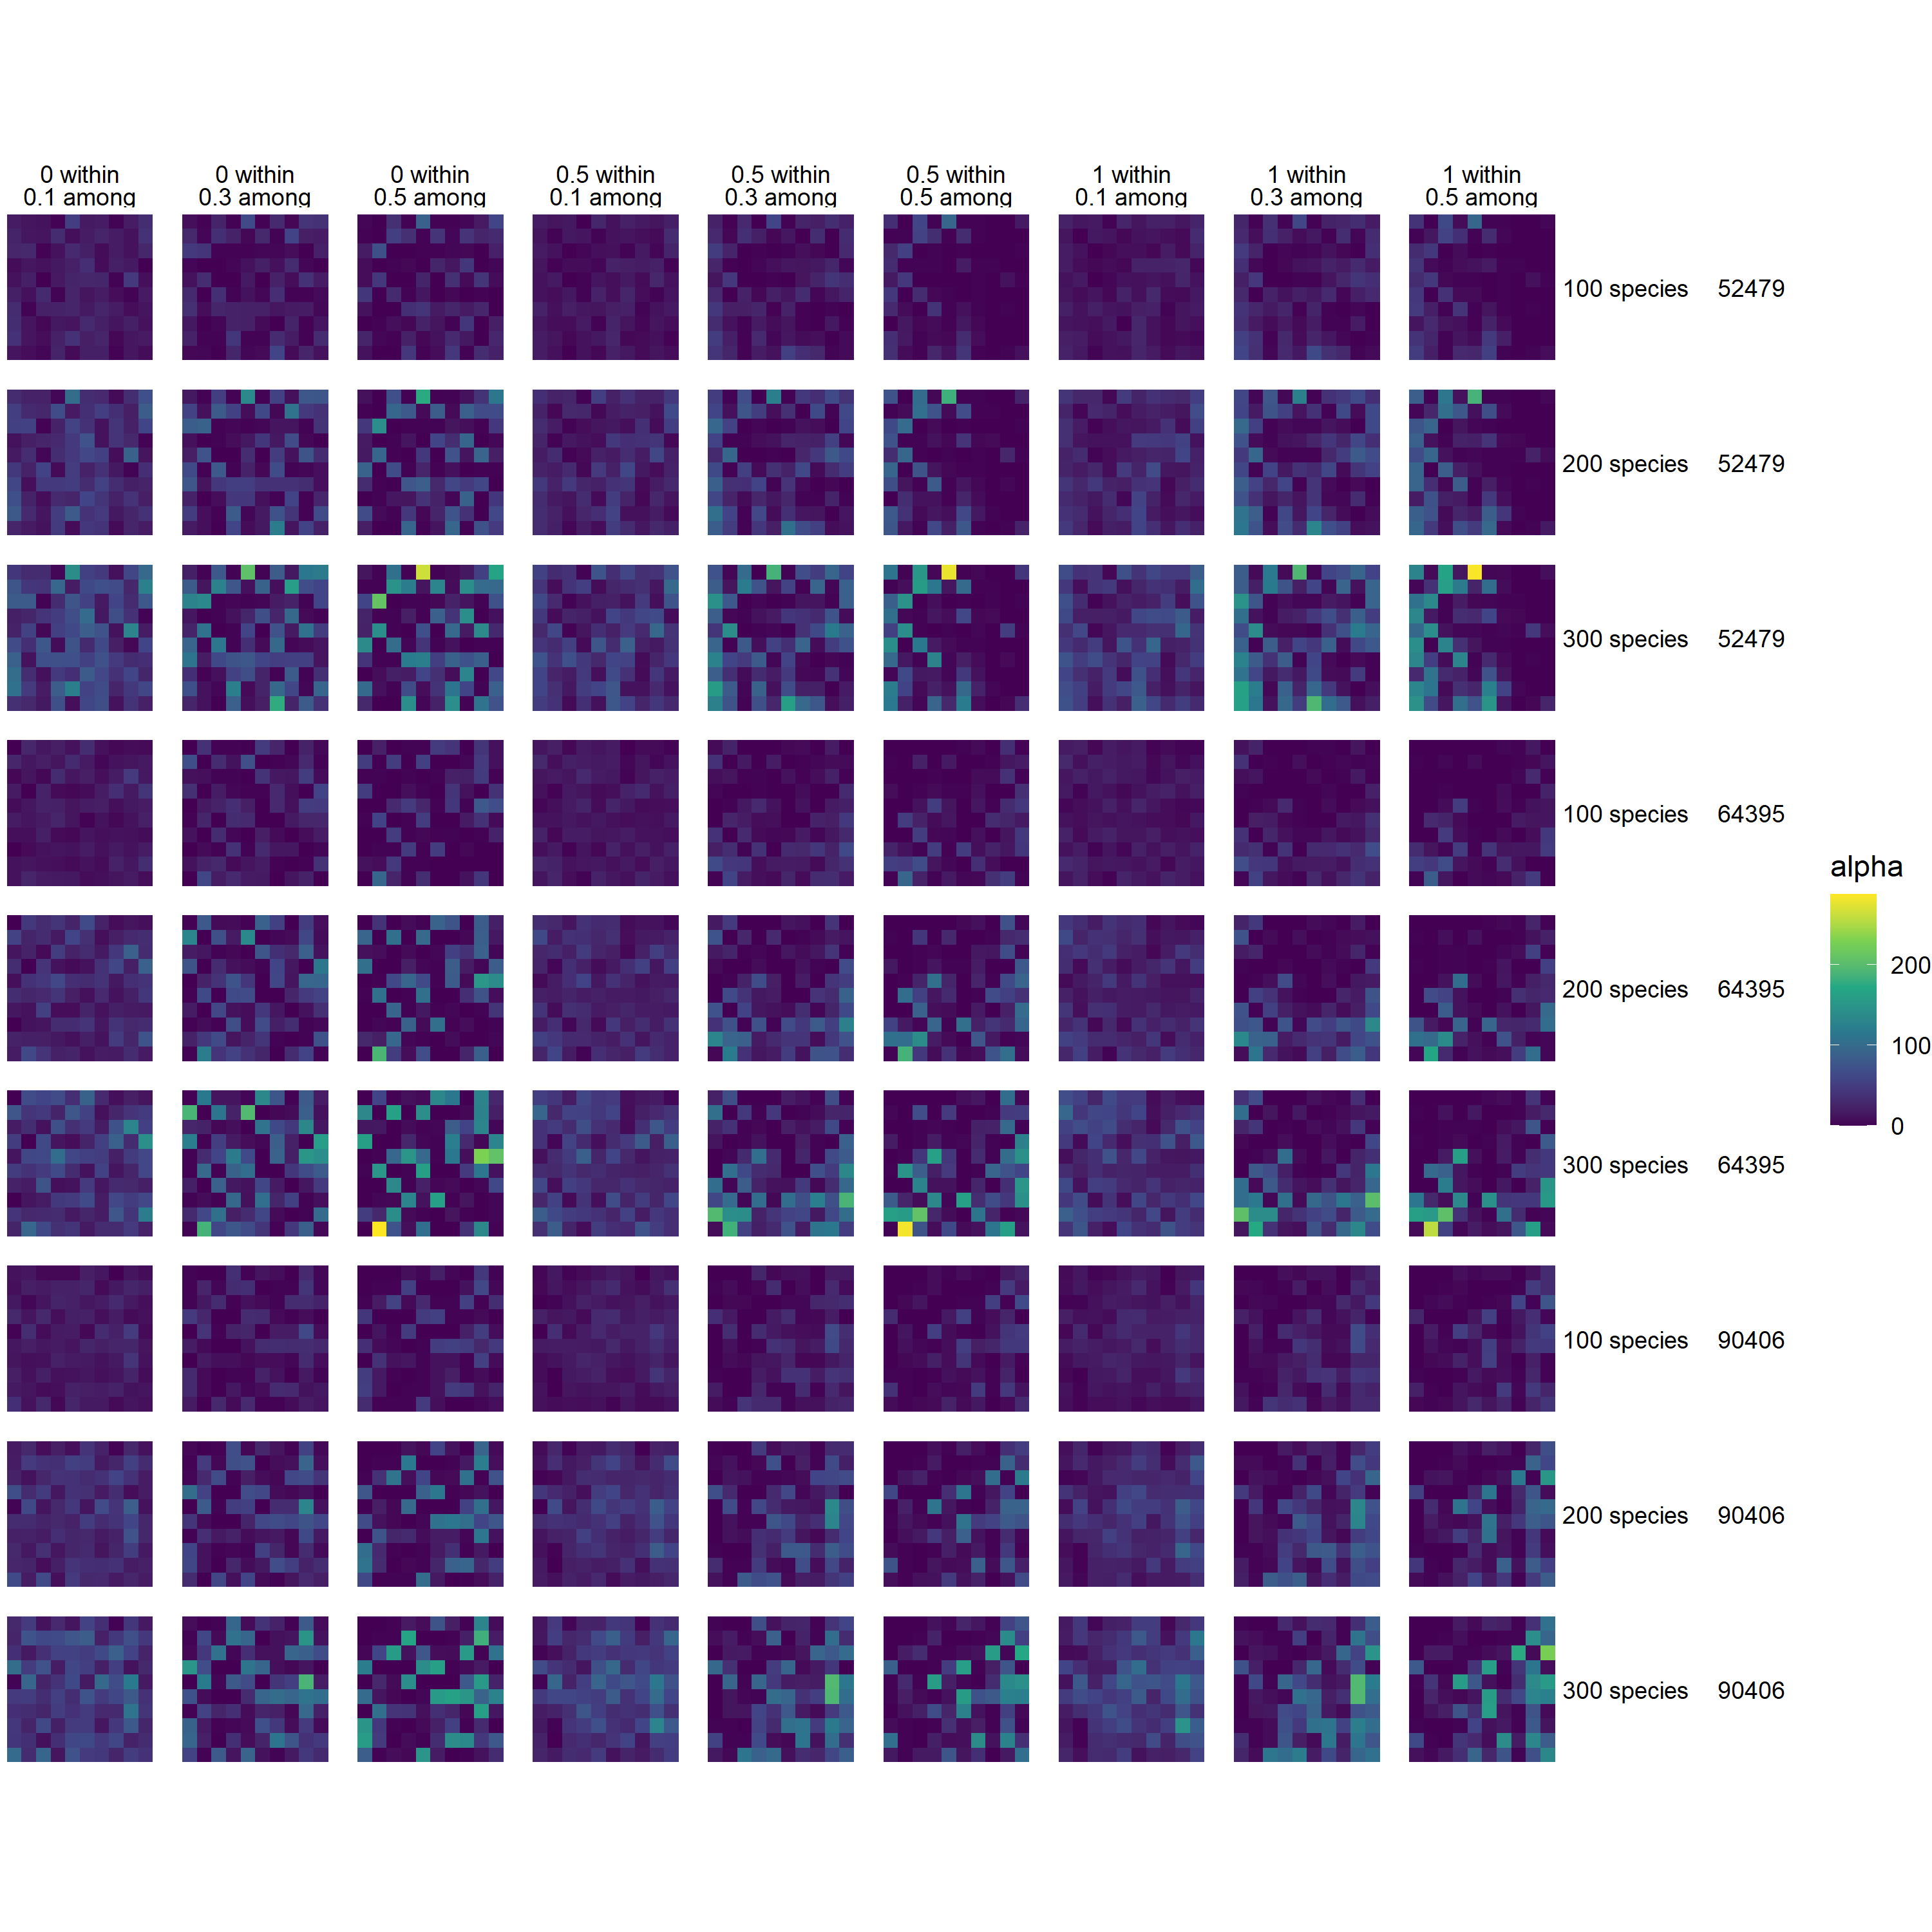 0 within
0.1 among
0 within
0.3 among
0 within
0.5 among
0.5 within
0.1 among
0.5 within
0.3 among
0.5 within
0.5 among
1 within
0.1 among
1 within
0.3 among
1 within
0.5 among
100 species 52479
200 species 52479
300 species 52479
100 species 64395
200 species 64395
300 species 64395
100 species 90406
200 species 90406
300 species 90406
alpha
200
100
0